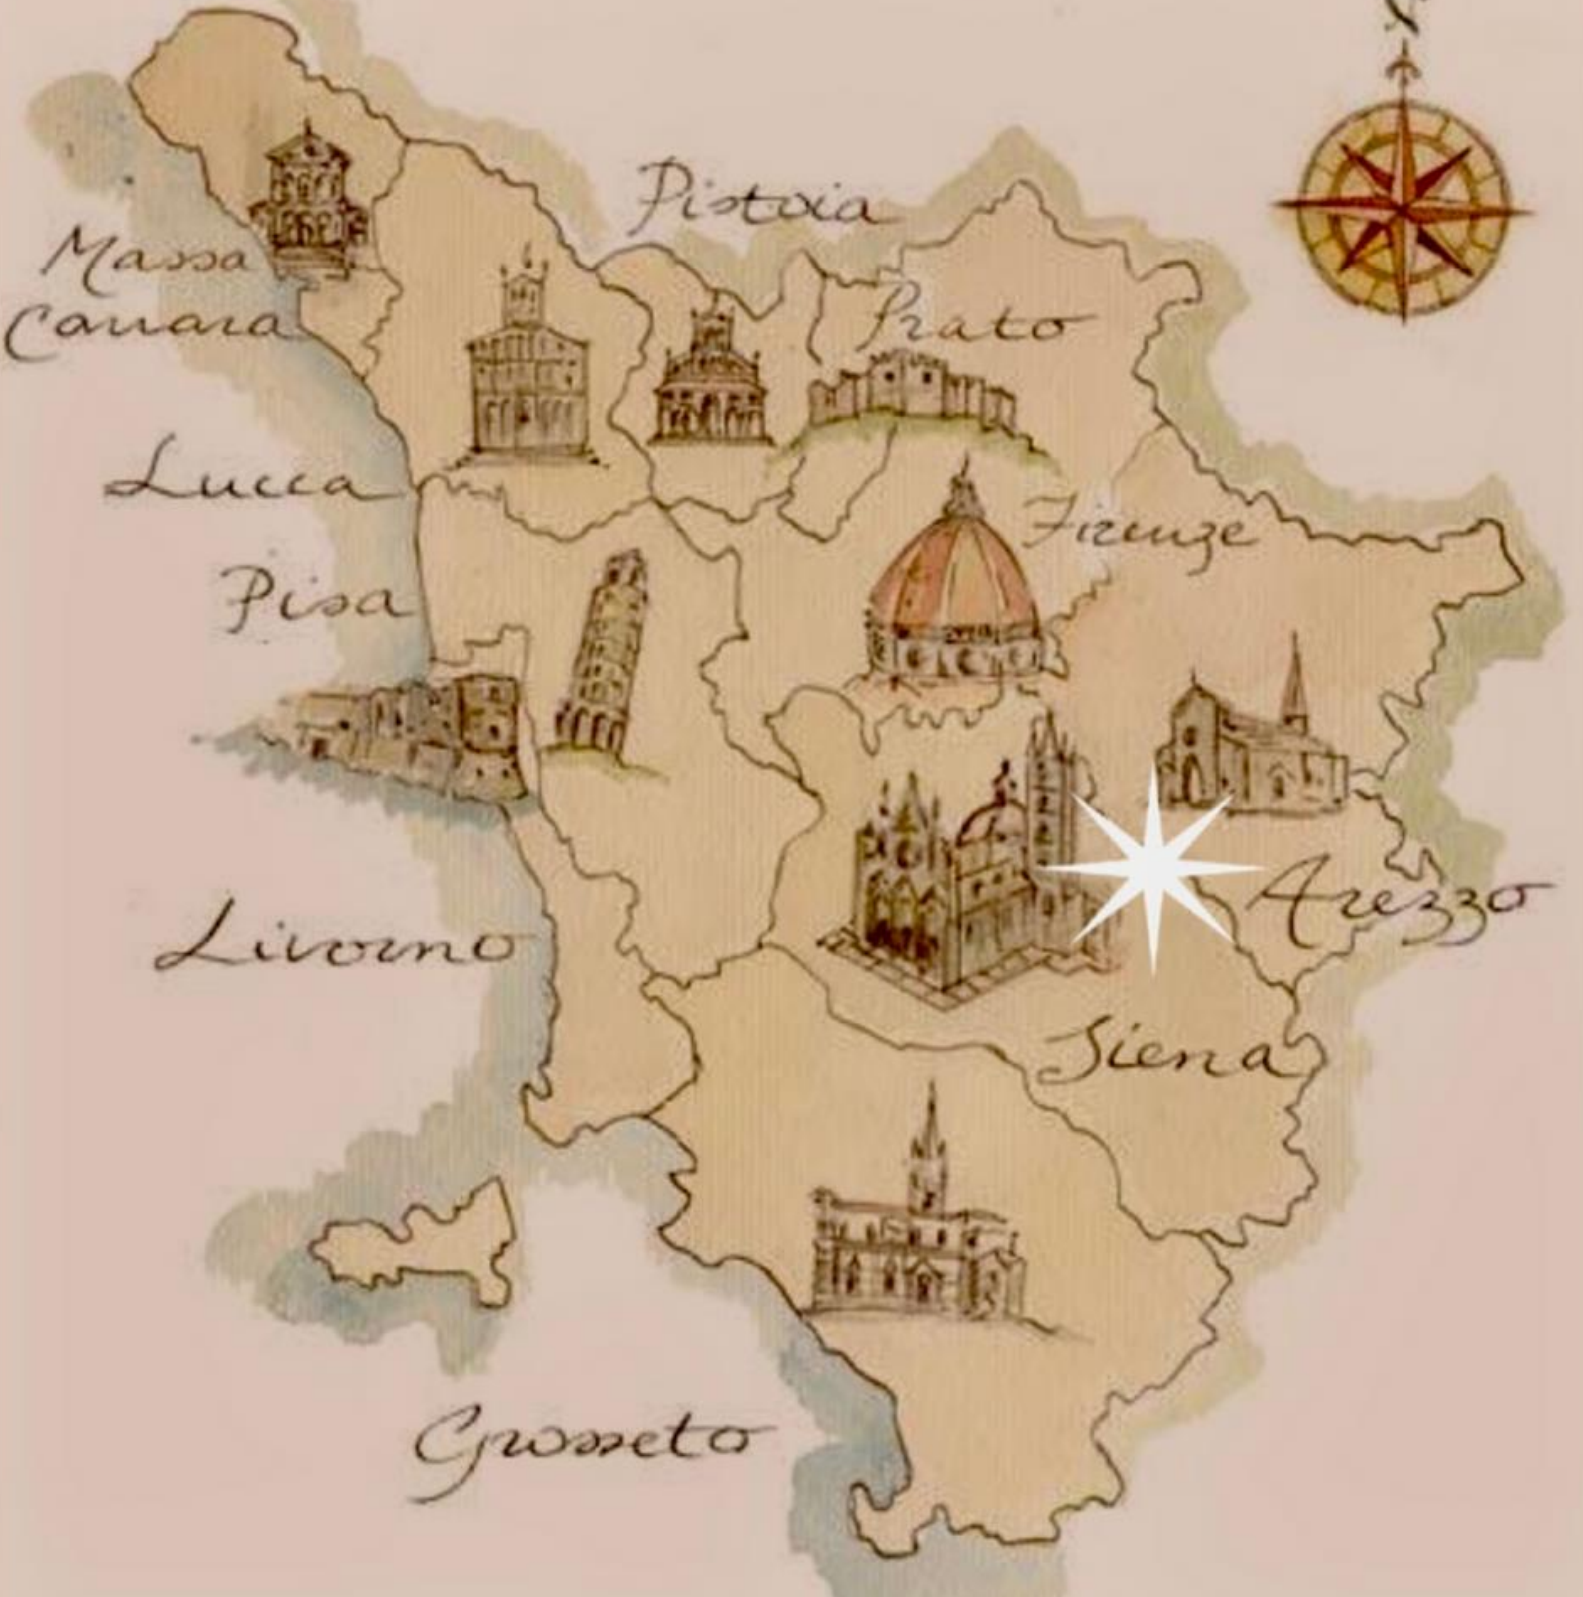 Pistoia
Massa
Carrara
Prato
Lucca
Firenze
Pisa
Arezzo
Livorno
Siena
Grosseto